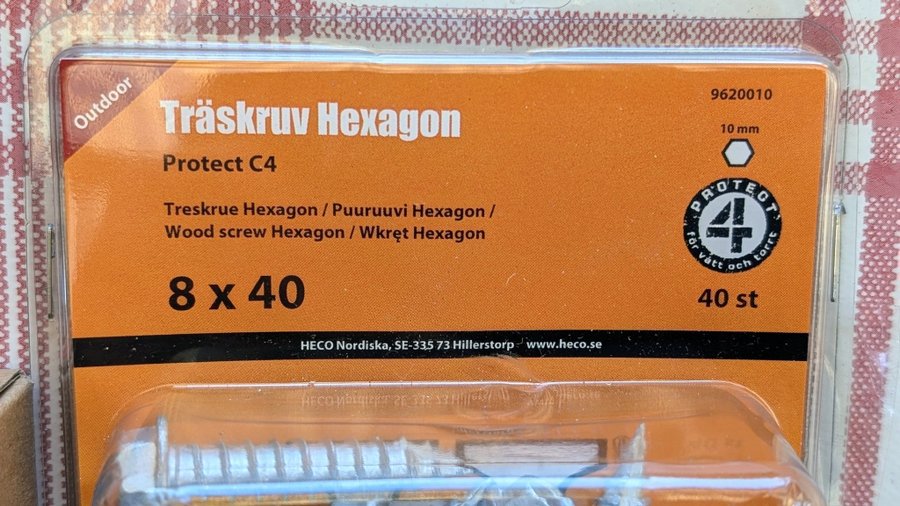 Outdoor
Träskruv Hexagon
9620010
10 mm
Protect C4
Treskrue Hexagon / Puuruuvi Hexagon /
Wood screw Hexagon / Wkręt Hexagon
PROTECT
4
för vått och torrt
8 x 40
40 st
HECO Nordiska, SE-335 73 Hillerstorp www.heco.se